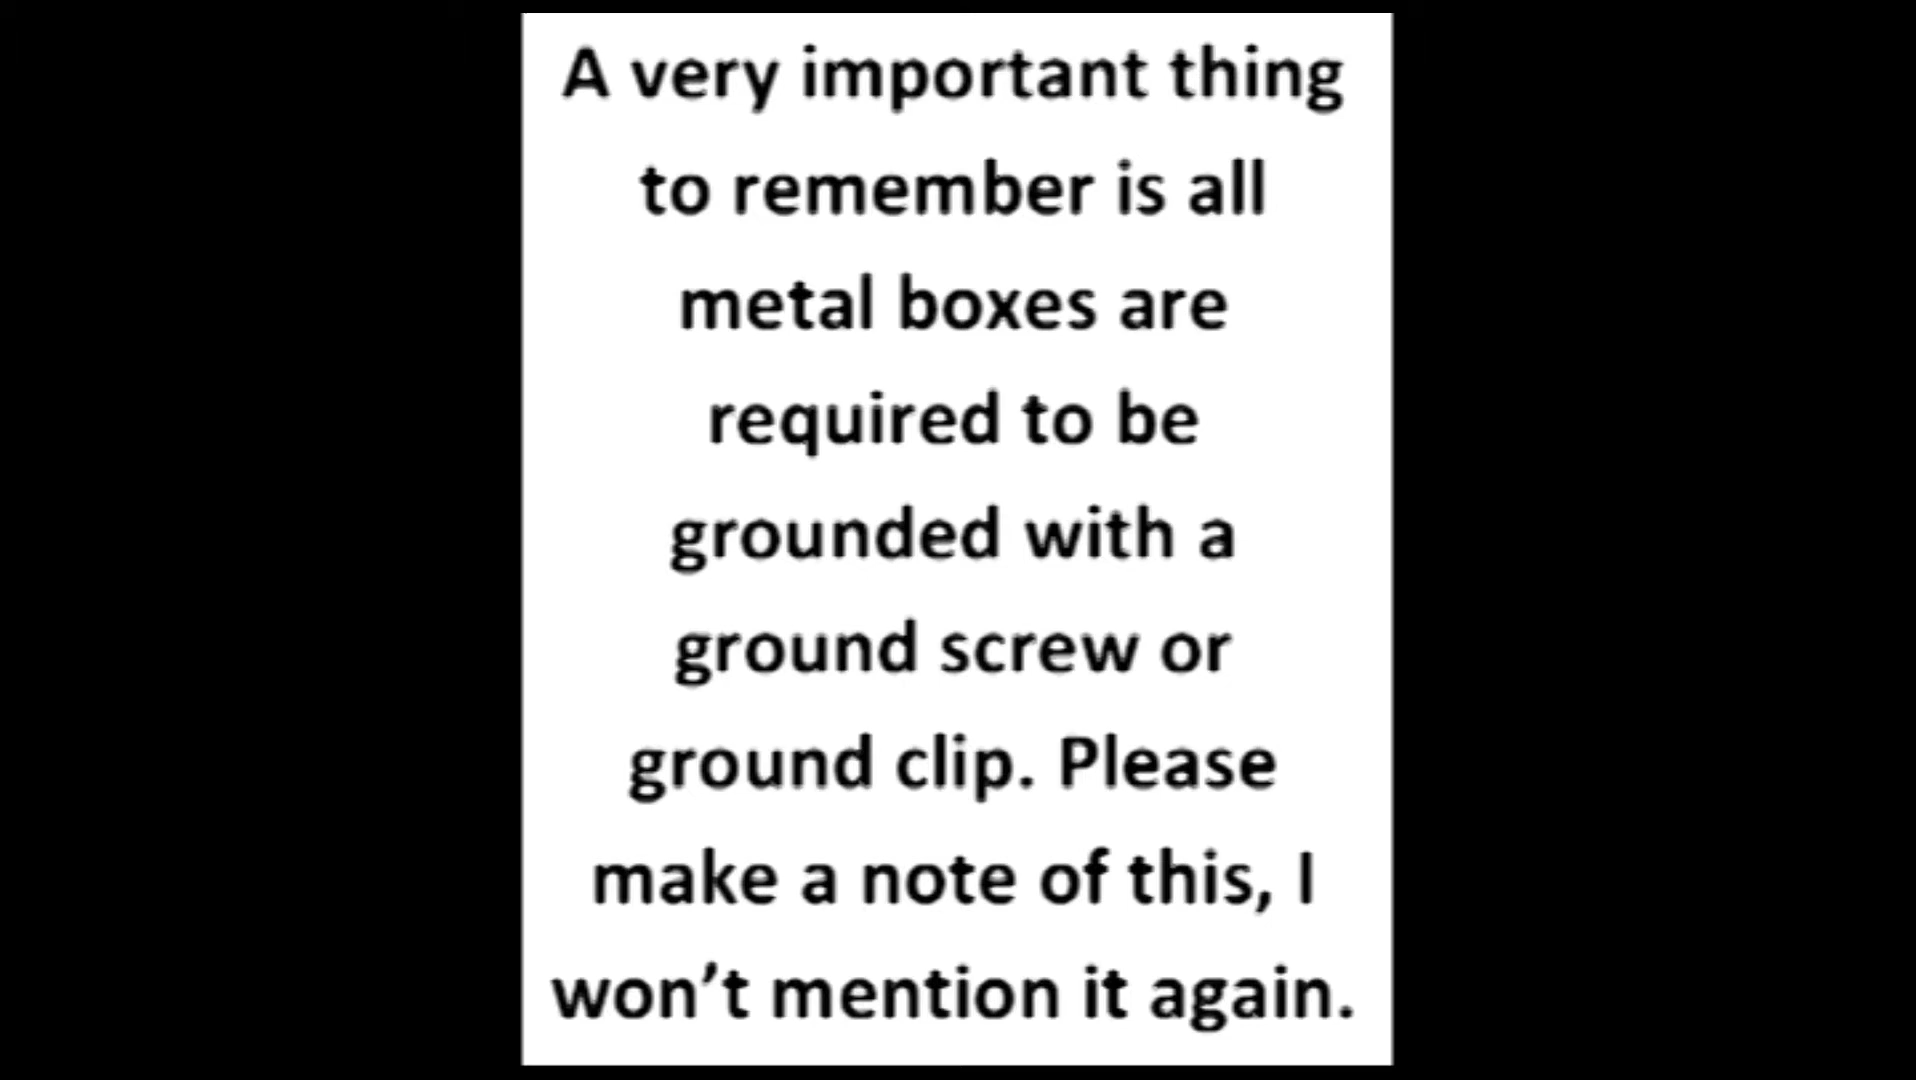 A very important thing
to remember is all
metal boxes are
required to be
grounded with a
ground screw or
ground clip. Please
make a note of this, I
won’t mention it again.